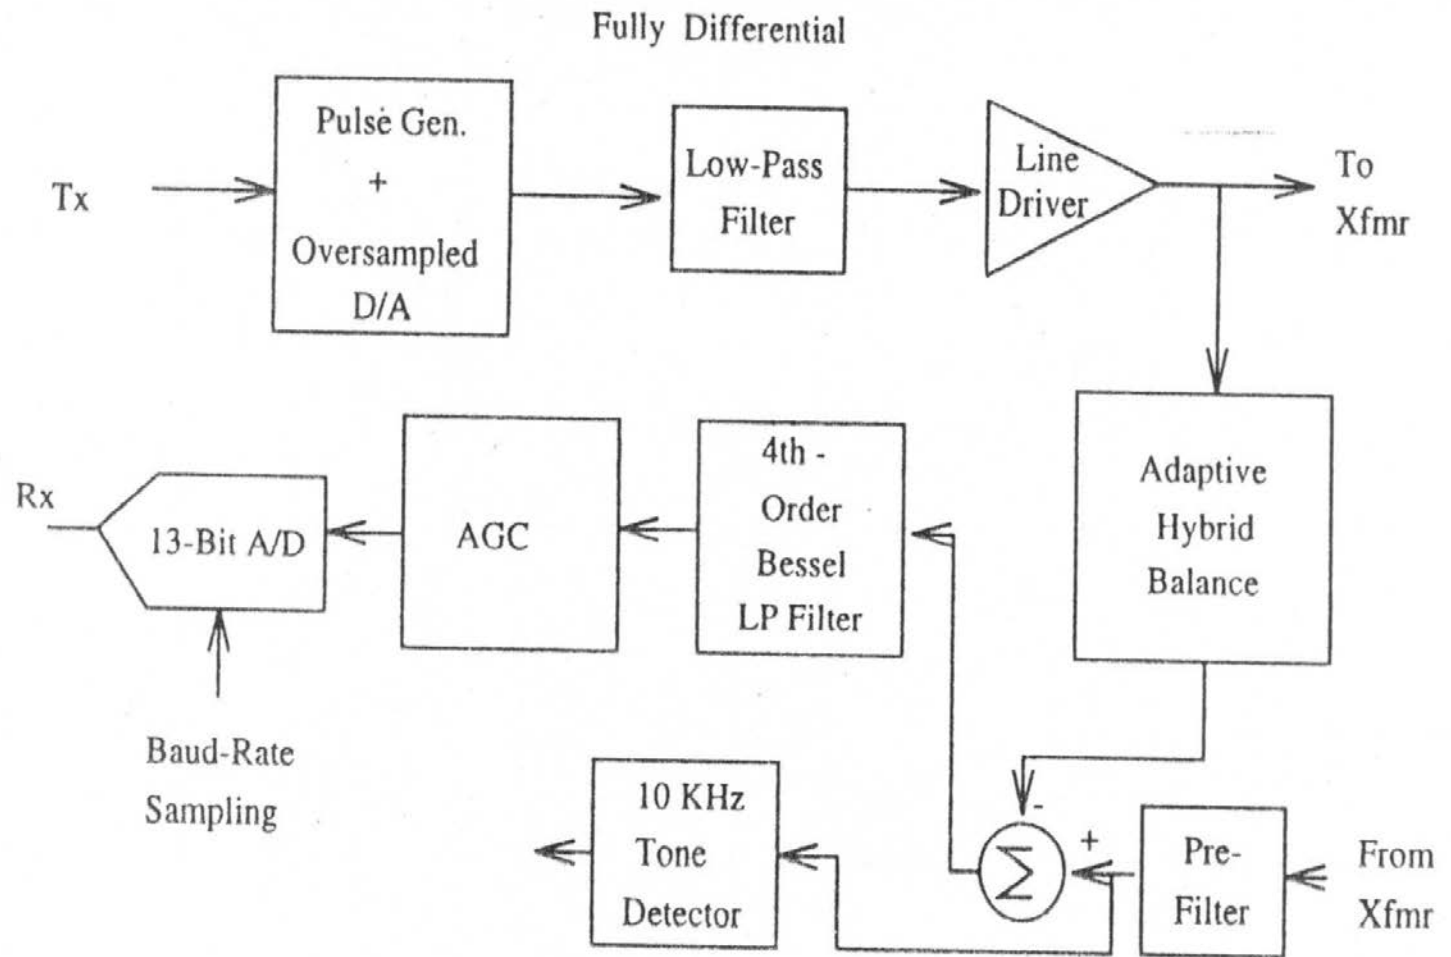 Fully Differential
Tx
Pulse Gen.
+
Oversampled
D/A
Low-Pass
Filter
Line
Driver
To
Xfmr
Rx
13-Bit A/D
AGC
4th -
Order
Bessel
LP Filter
Adaptive
Hybrid
Balance
Baud-Rate
Sampling
10 KHz
Tone
Detector
-
Σ
+
Pre-
Filter
From
Xfmr